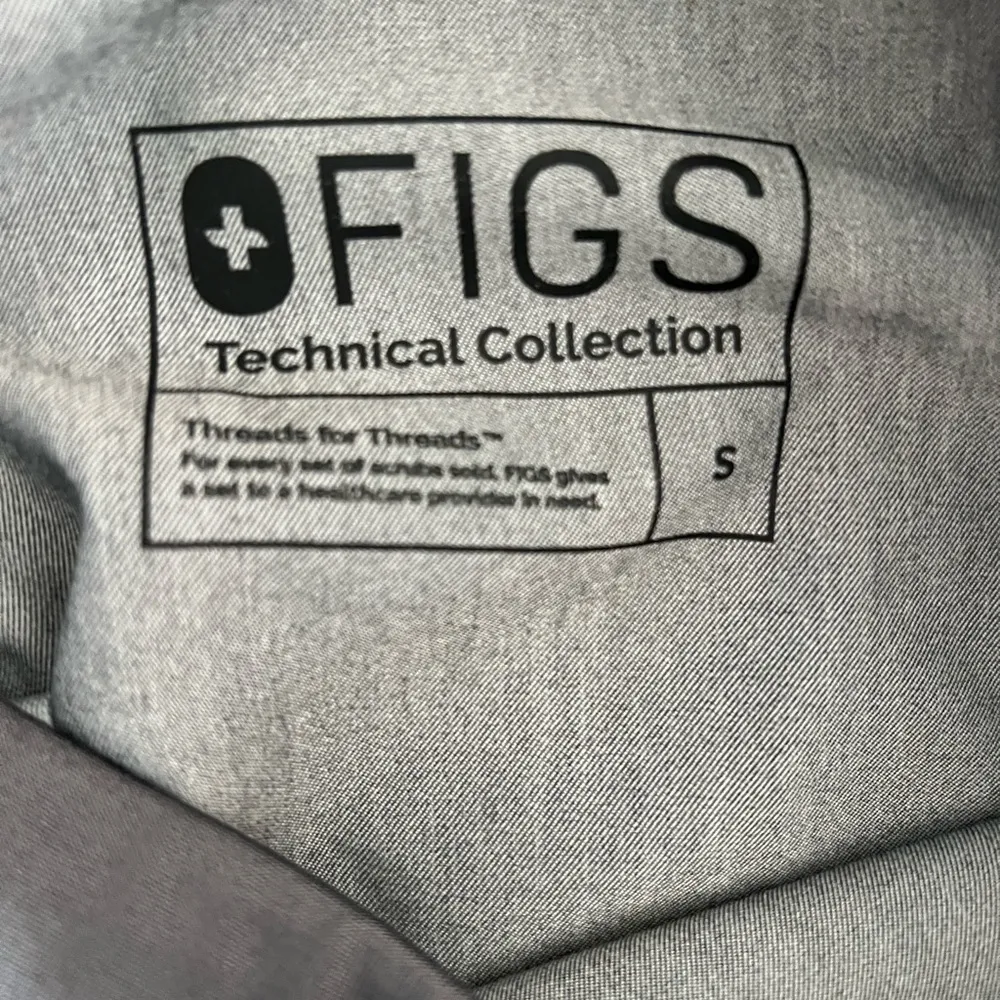 FIGS
Technical Collection
Threads for Threads™
For every set of scrubs sold, FIGS gives
a set to a healthcare provider in need.
S